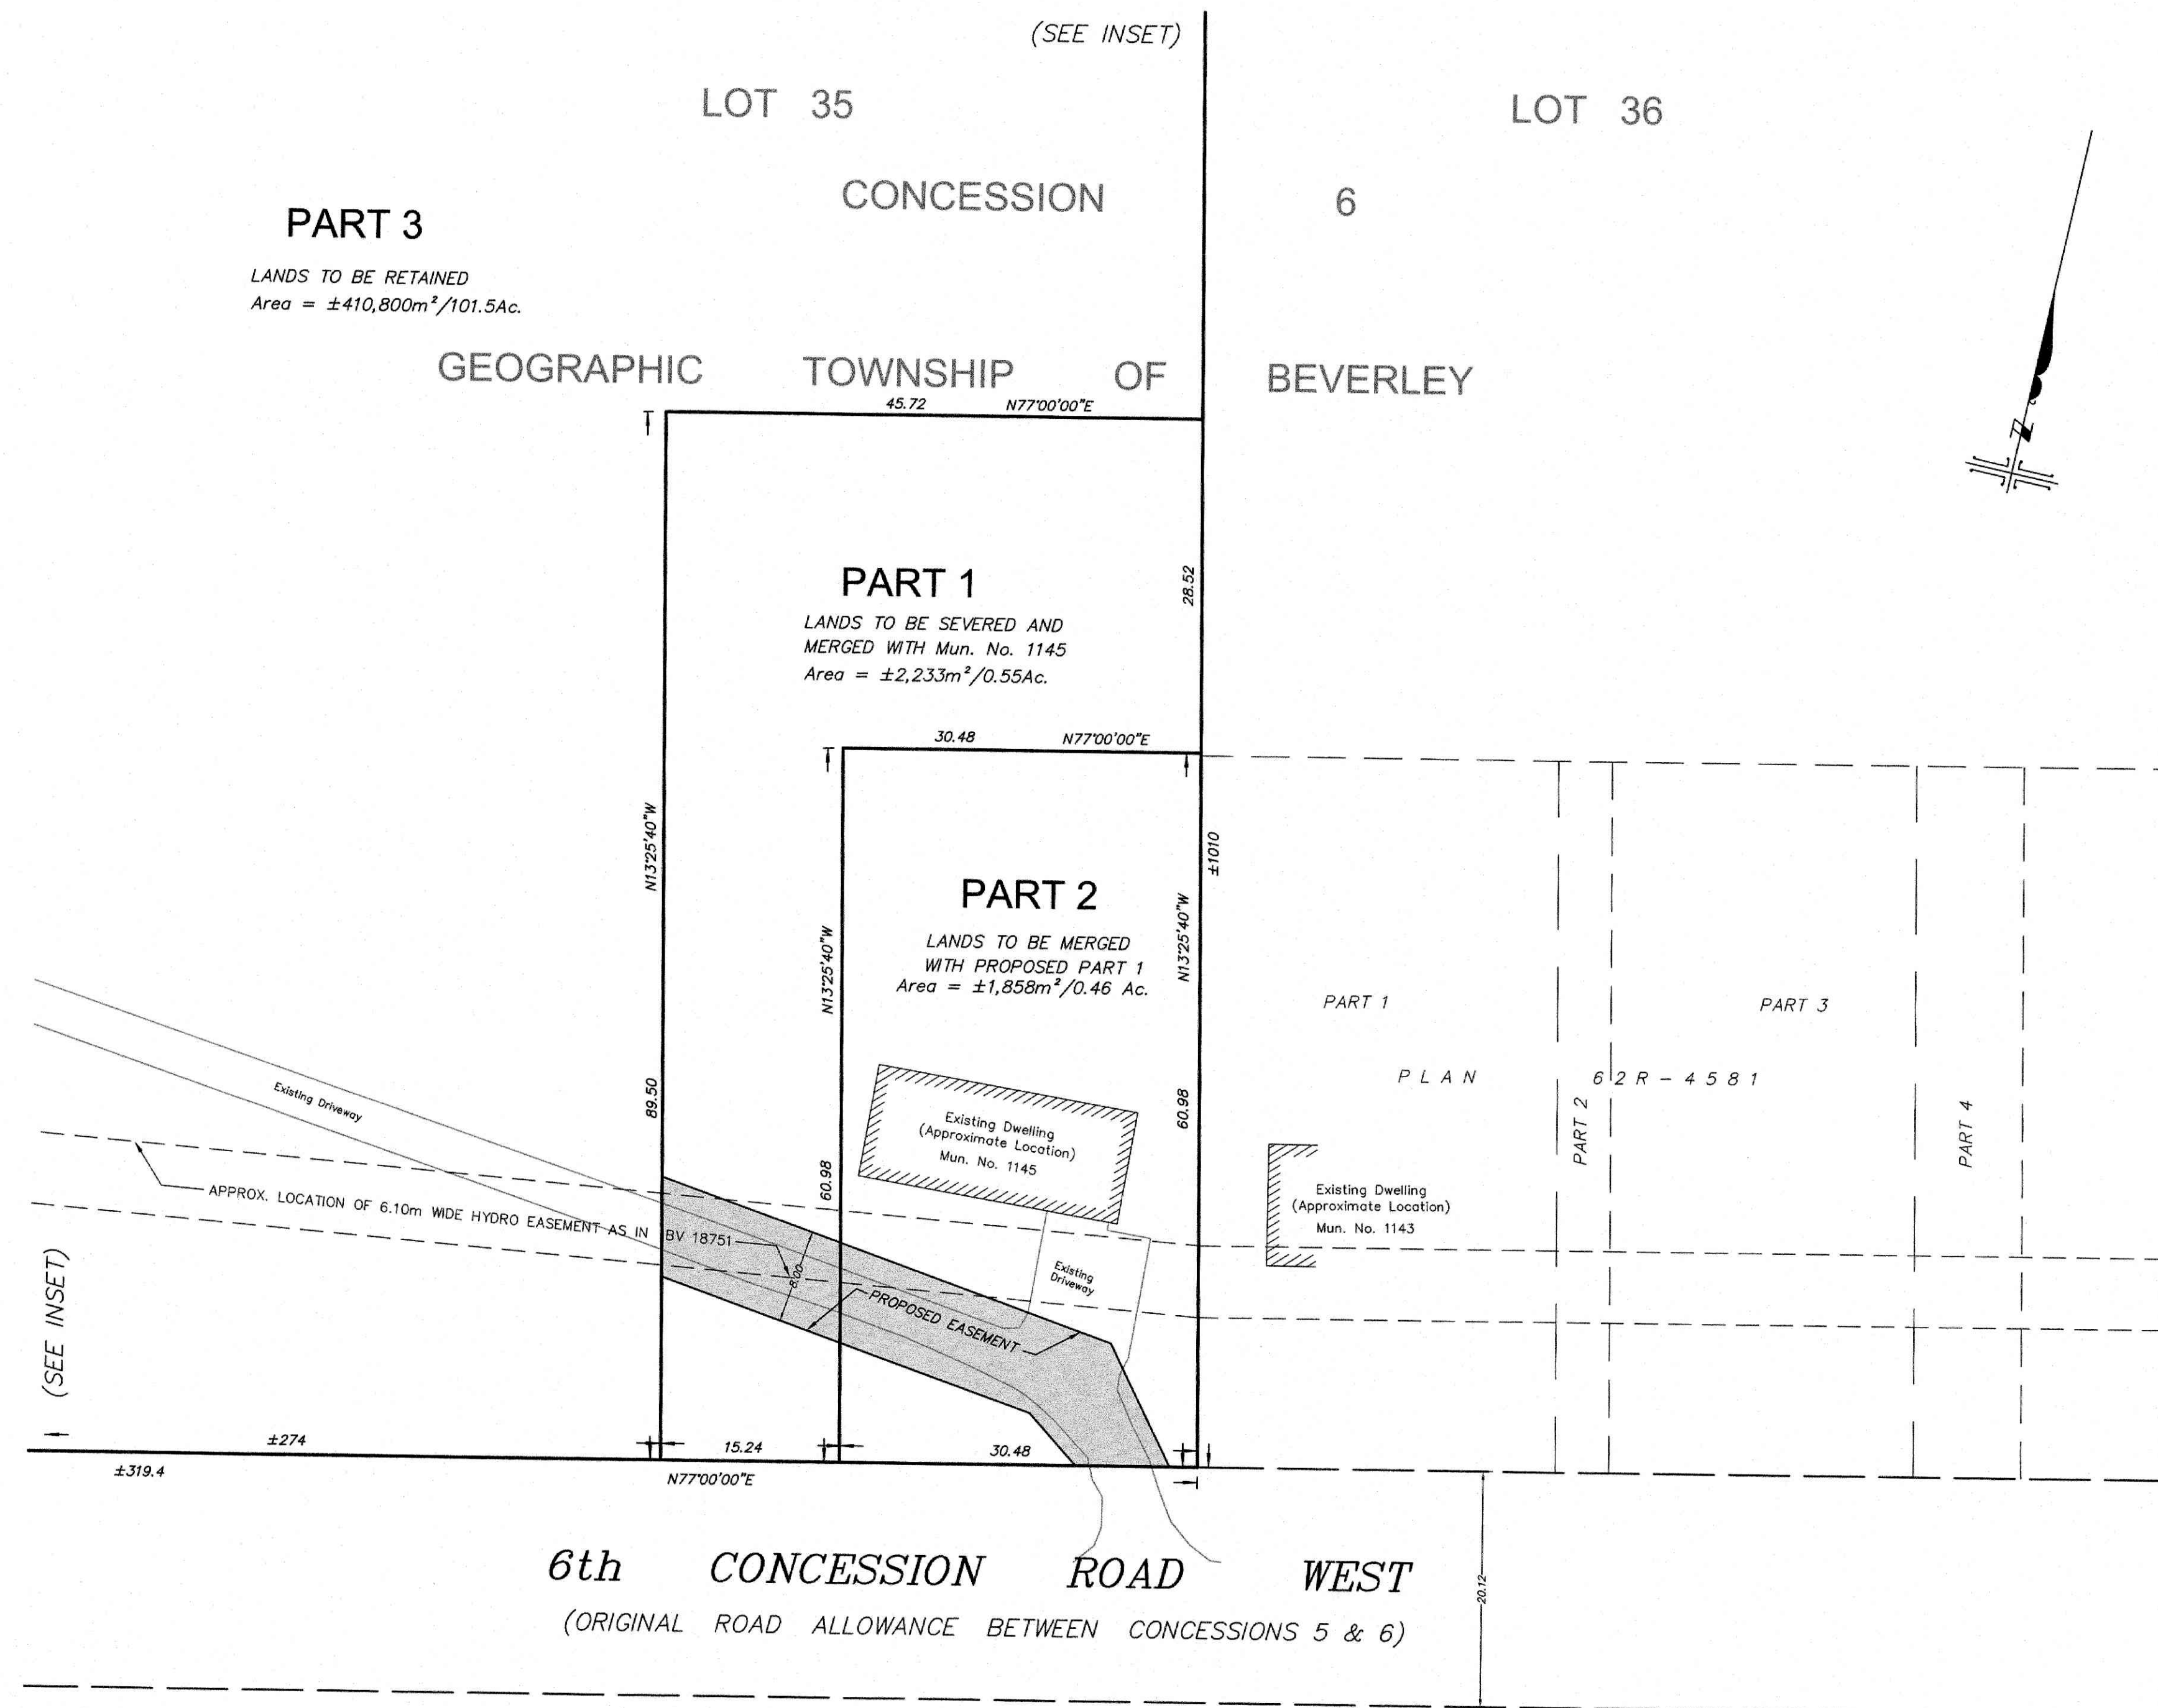 (SEE INSET)
LOT 35
LOT 36
CONCESSION 6
PART 3
LANDS TO BE RETAINED
Area = ±410,800m²/101.5Ac.
GEOGRAPHIC TOWNSHIP OF BEVERLEY
45.72 N77°00'00"E
PART 1
LANDS TO BE SEVERED AND
MERGED WITH Mun. No. 1145
Area = ±2,233m²/0.55Ac.
28.52
30.48 N77°00'00"E
N13°25'40"W
89.50
N13°25'40"W
60.98
PART 2
LANDS TO BE MERGED
WITH PROPOSED PART 1
Area = ±1,858m²/0.46 Ac.
N13°25'40"W
60.98
±1010
PART 1
PART 3
PLAN 62R-4581
PART 2
PART 4
Existing Driveway
Existing Dwelling
(Approximate Location)
Mun. No. 1145
Existing Dwelling
(Approximate Location)
Mun. No. 1143
APPROX. LOCATION OF 6.10m WIDE HYDRO EASEMENT AS IN BV 18751
8.00
Existing
Driveway
PROPOSED EASEMENT
(SEE INSET)
±274
15.24
30.48
±319.4
N77°00'00"E
6th CONCESSION ROAD WEST
(ORIGINAL ROAD ALLOWANCE BETWEEN CONCESSIONS 5 & 6)
20.12
N